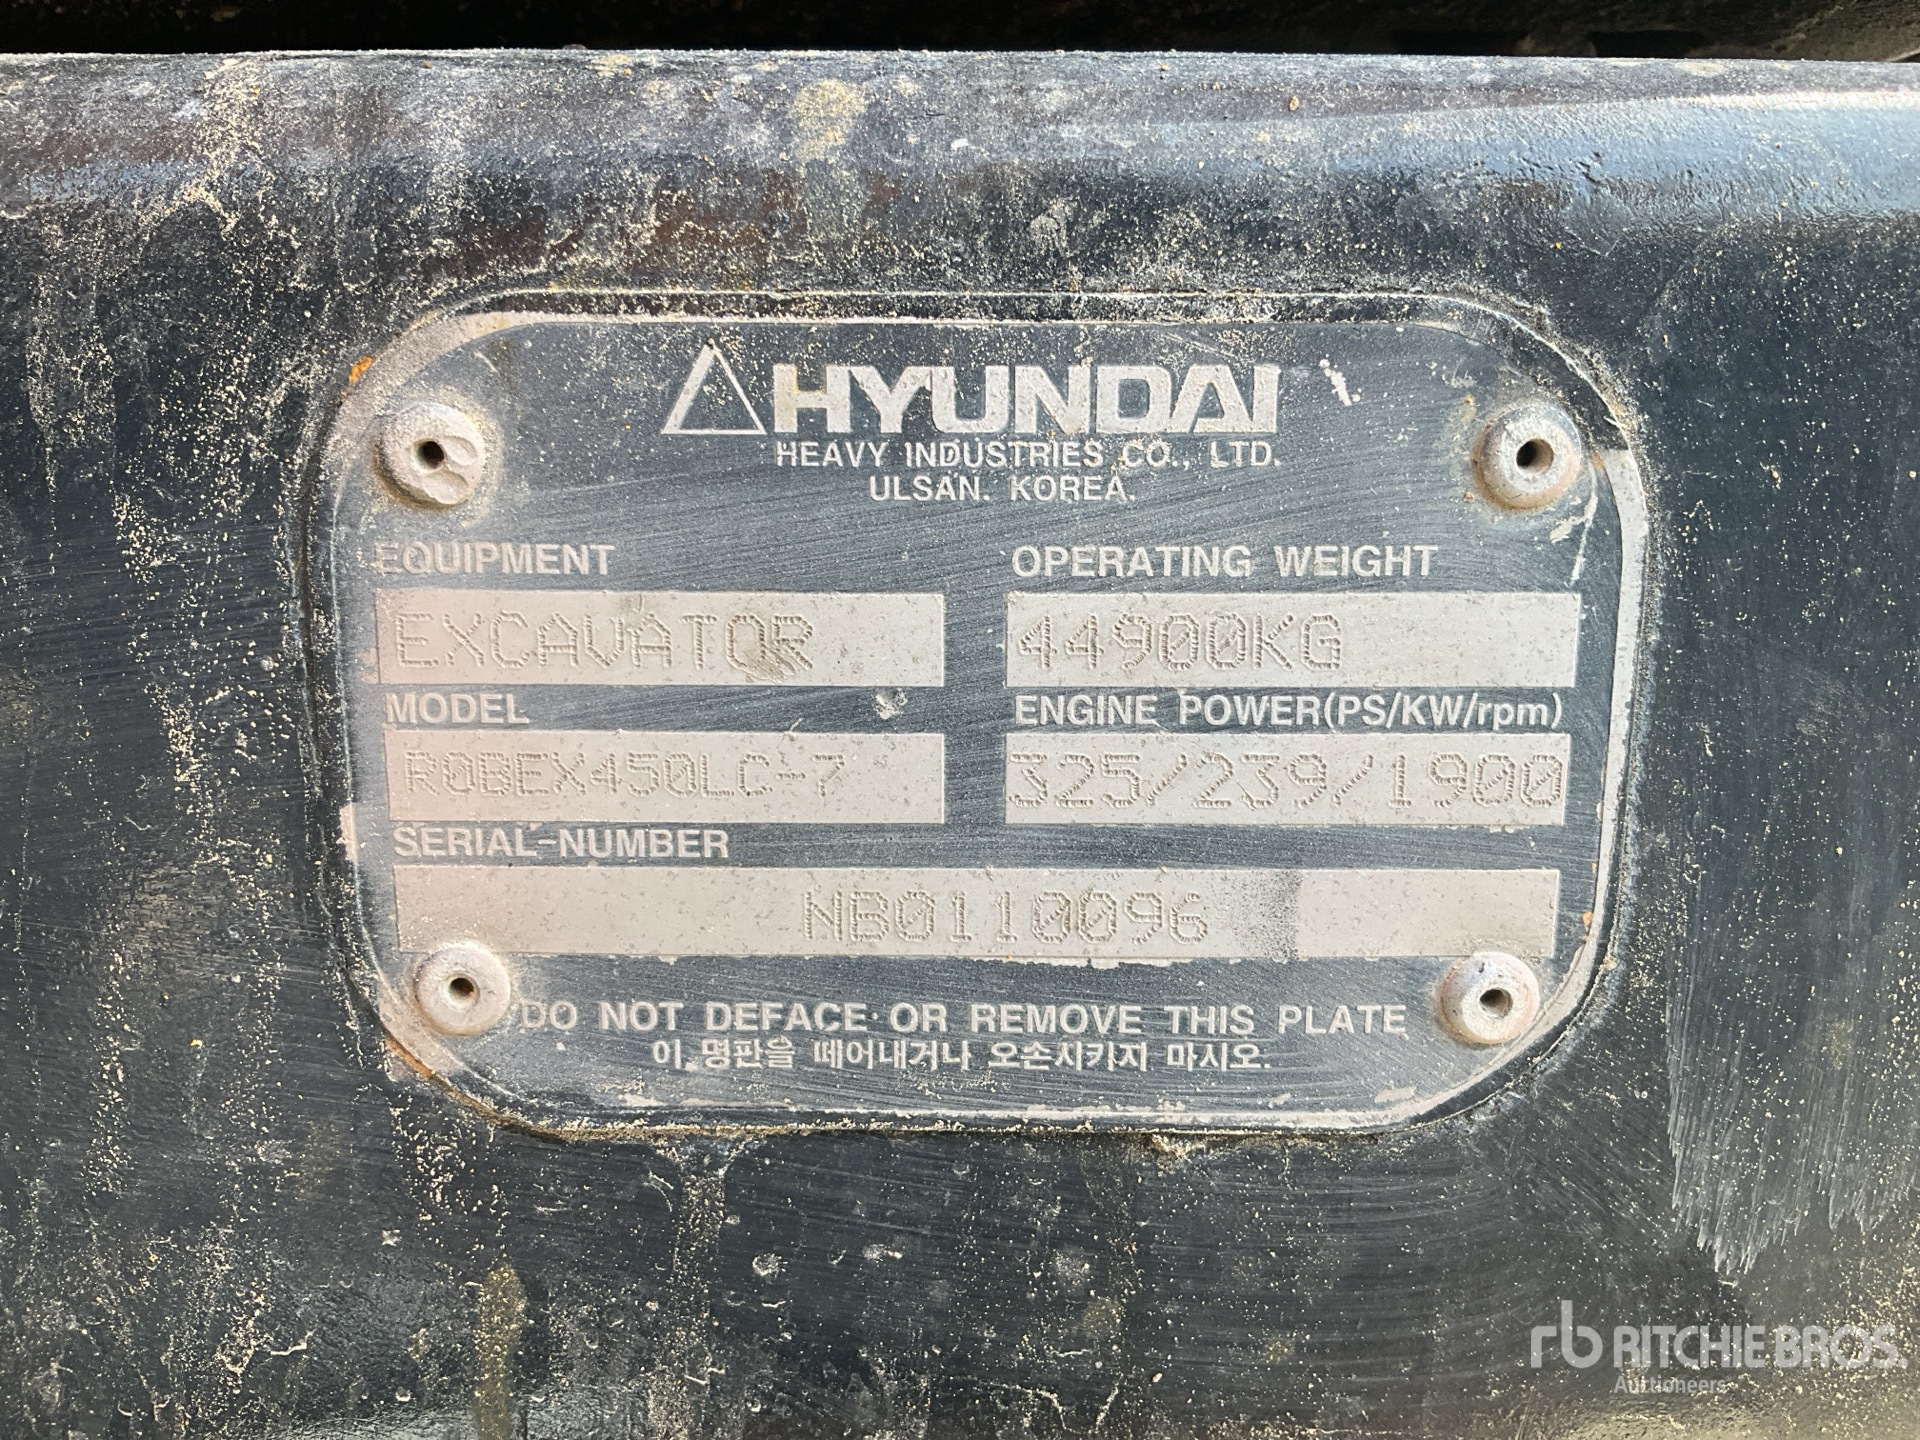 HYUNDAI
HEAVY INDUSTRIES CO., LTD.
ULSAN. KOREA.
EQUIPMENT
EXCAVATOR
OPERATING WEIGHT
44900KG
MODEL
R0BEX450LC-7
ENGINE POWER(PS/KW/rpm)
325/239/1900
SERIAL-NUMBER
NB0110096
DO NOT DEFACE OR REMOVE THIS PLATE
이 명판을 떼어내거나 오손시키지 마시오.
rb RITCHIE BROS.
Auctioneers